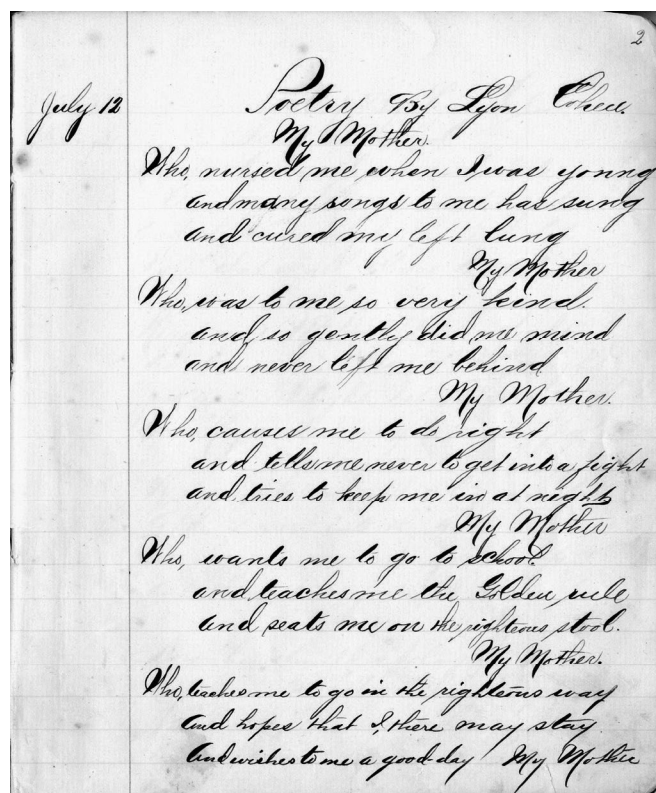 2
July 12
Poetry By Lyon Cohen.
My Mother.
Who, nursed me when I was young
and many songs to me has sung
and cured my left lung
My Mother
Who, was to me so very kind.
and, so gently did me mind
and never left me behind
My Mother.
Who, causes me to do right
and tells me never to get into a fight
and tries to keep me in at night
My Mother
Who, wants me to go to school.
and teaches me the Golden rule
and seats me on the righteous stool.
My Mother.
Who, teaches me to go in the righteous way
and hopes that I, there may stay
And wishes to me a good-day My Mother